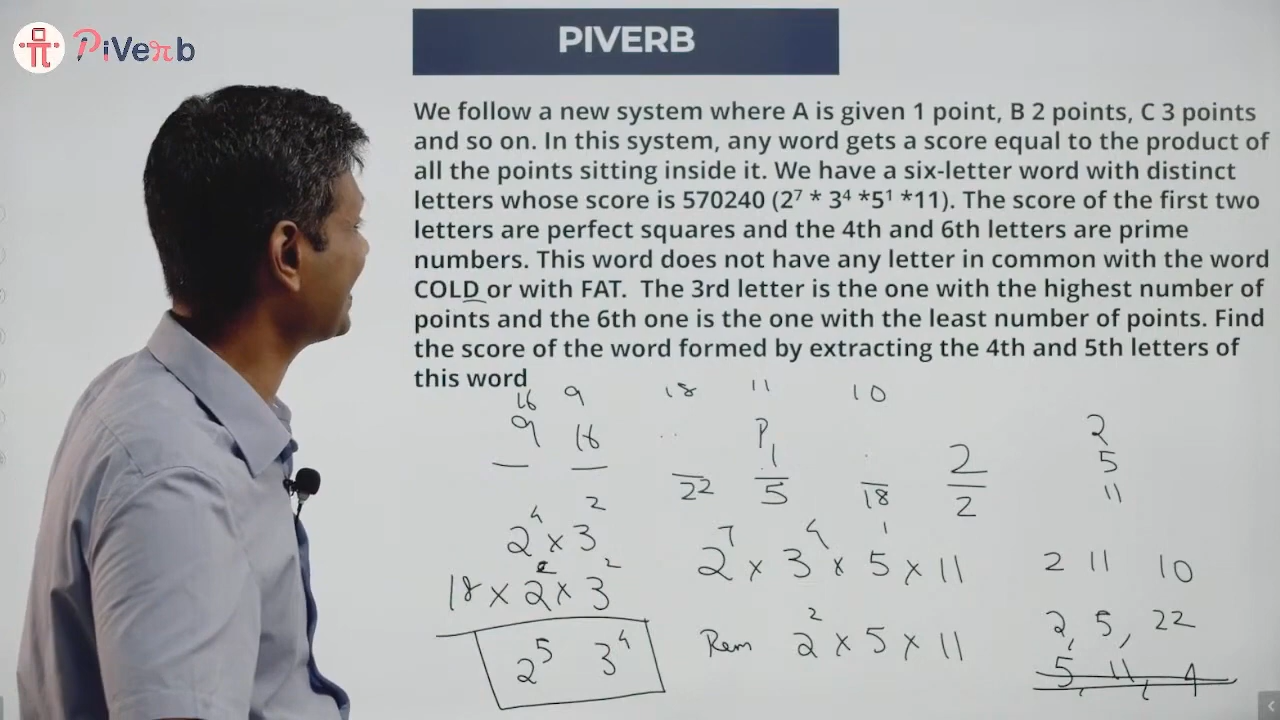 PiVerb
PIVERB
We follow a new system where A is given 1 point, B 2 points, C 3 points
and so on. In this system, any word gets a score equal to the product of
all the points sitting inside it. We have a six-letter word with distinct
letters whose score is 570240 (2⁷ * 3⁴ *5¹ *11). The score of the first two
letters are perfect squares and the 4th and 6th letters are prime
numbers. This word does not have any letter in common with the word
COLD or with FAT. The 3rd letter is the one with the highest number of
points and the 6th one is the one with the least number of points. Find
the score of the word formed by extracting the 4th and 5th letters of
this word
16 9 18 11 10
9 16 P 2
1 2 5
22 5 18 2 11
2⁴ x 3²
2⁷ x 3⁴ x 5¹ x 11 2 11 10
18 x 2 x 3²
2, 5, 22
2⁵ 3⁴ Rem 2² x 5 x 11
5, 11, 4